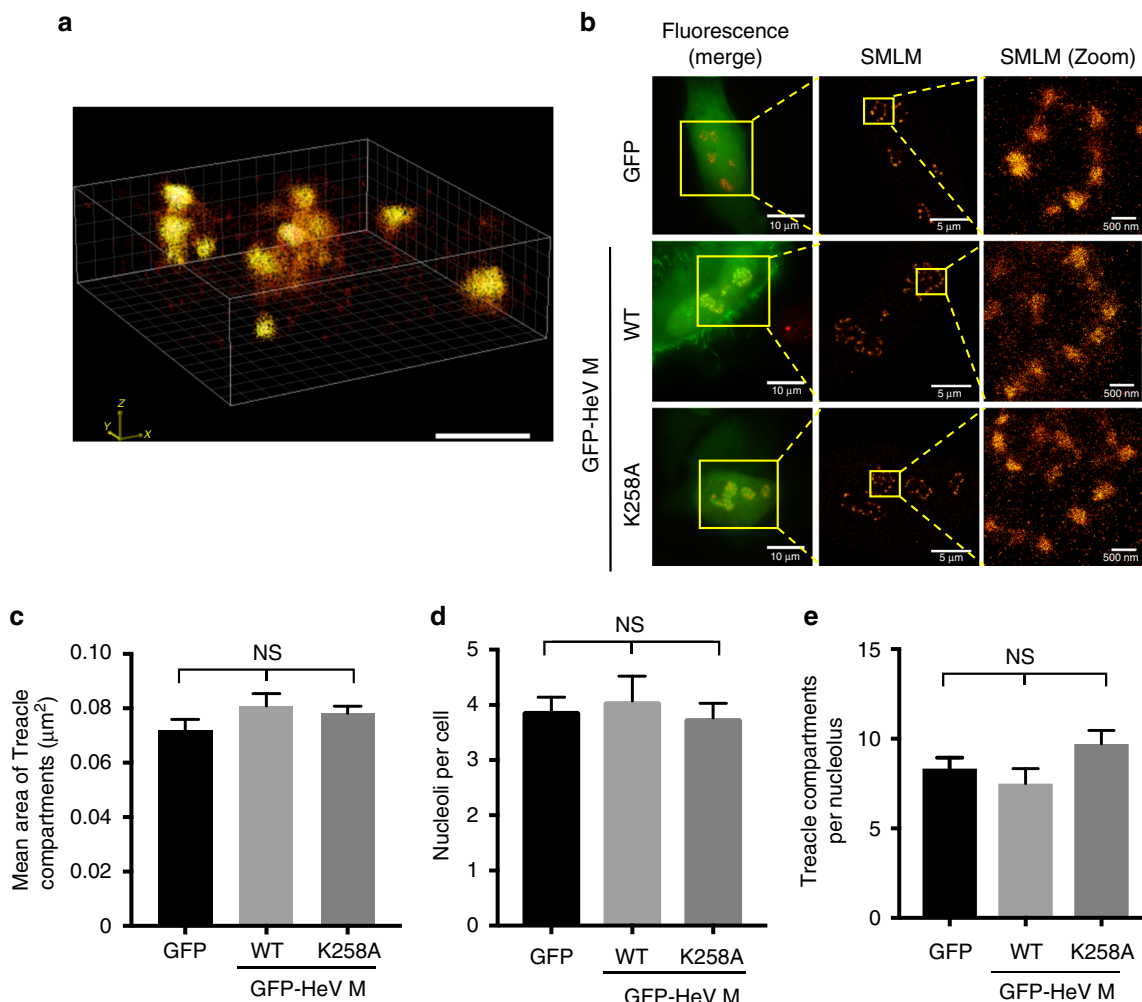 a
Z
Y
X
b
Fluorescence
(merge)
SMLM
SMLM (Zoom)
GFP
10 μm
5 μm
500 nm
GFP-HeV M
WT
10 μm
5 μm
500 nm
K258A
10 μm
5 μm
500 nm
c
Mean area of Treacle
compartments (μm²)
0.10
0.08
0.06
0.04
0.02
0
NS
GFP
WT
K258A
GFP-HeV M
d
Nucleoli per cell
5
4
3
2
1
0
NS
GFP
WT
K258A
GFP-HeV M
e
Treacle compartments
per nucleolus
15
10
5
0
NS
GFP
WT
K258A
GFP-HeV M